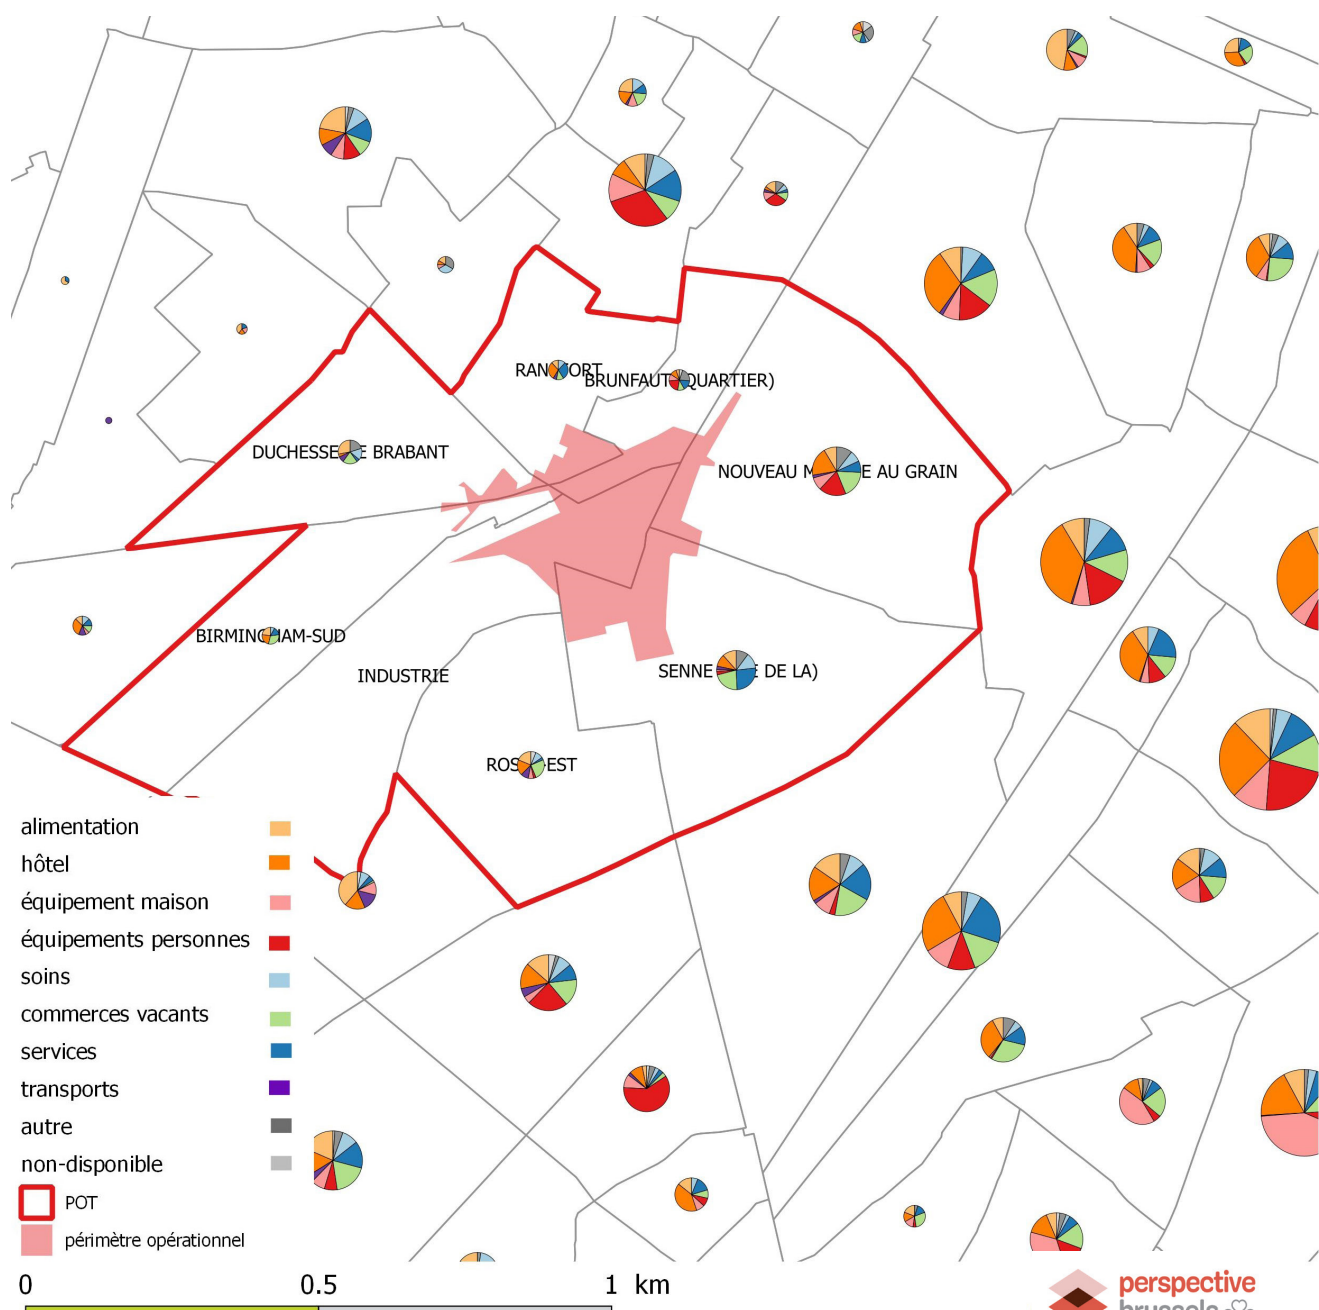 RAN ORT
BRUNFAUT QUARTIER)
DUCHESSE E BRABANT
NOUVEAU M E AU GRAIN
BIRMING AM-SUD
INDUSTRIE
SENNE E DE LA)
ROS -EST
alimentation
hôtel
équipement maison
équipements personnes
soins
commerces vacants
services
transports
autre
non-disponible
POT
périmètre opérationnel
0 0.5 1 km
perspective
brussels